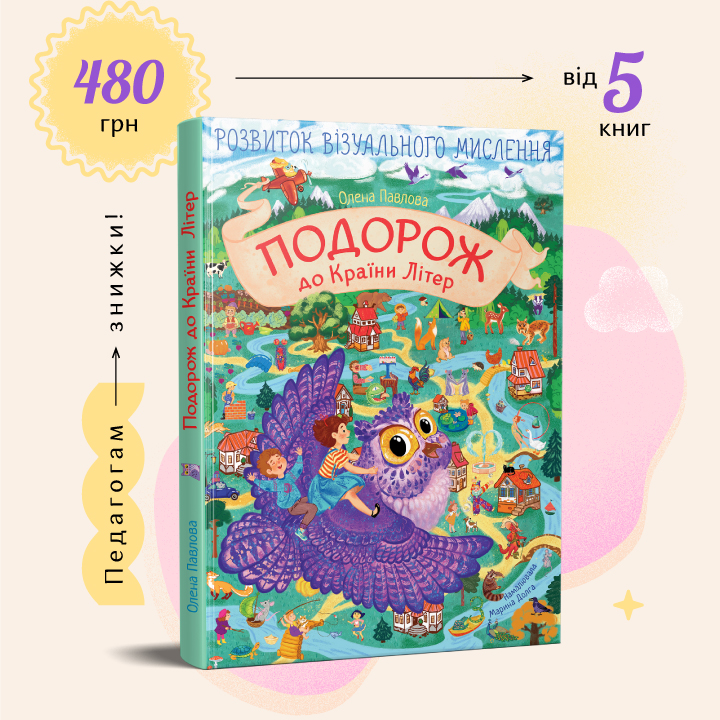 480
грн
від 5
книг
Педагогам → знижки!
РОЗВИТОК ВІЗУАЛЬНОГО МИСЛЕННЯ
Олена Павлова
ПОДОРОЖ
до Країни Літер
Намалювала
Марина Долга
Подорож до Країни Літер
Олена Павлова